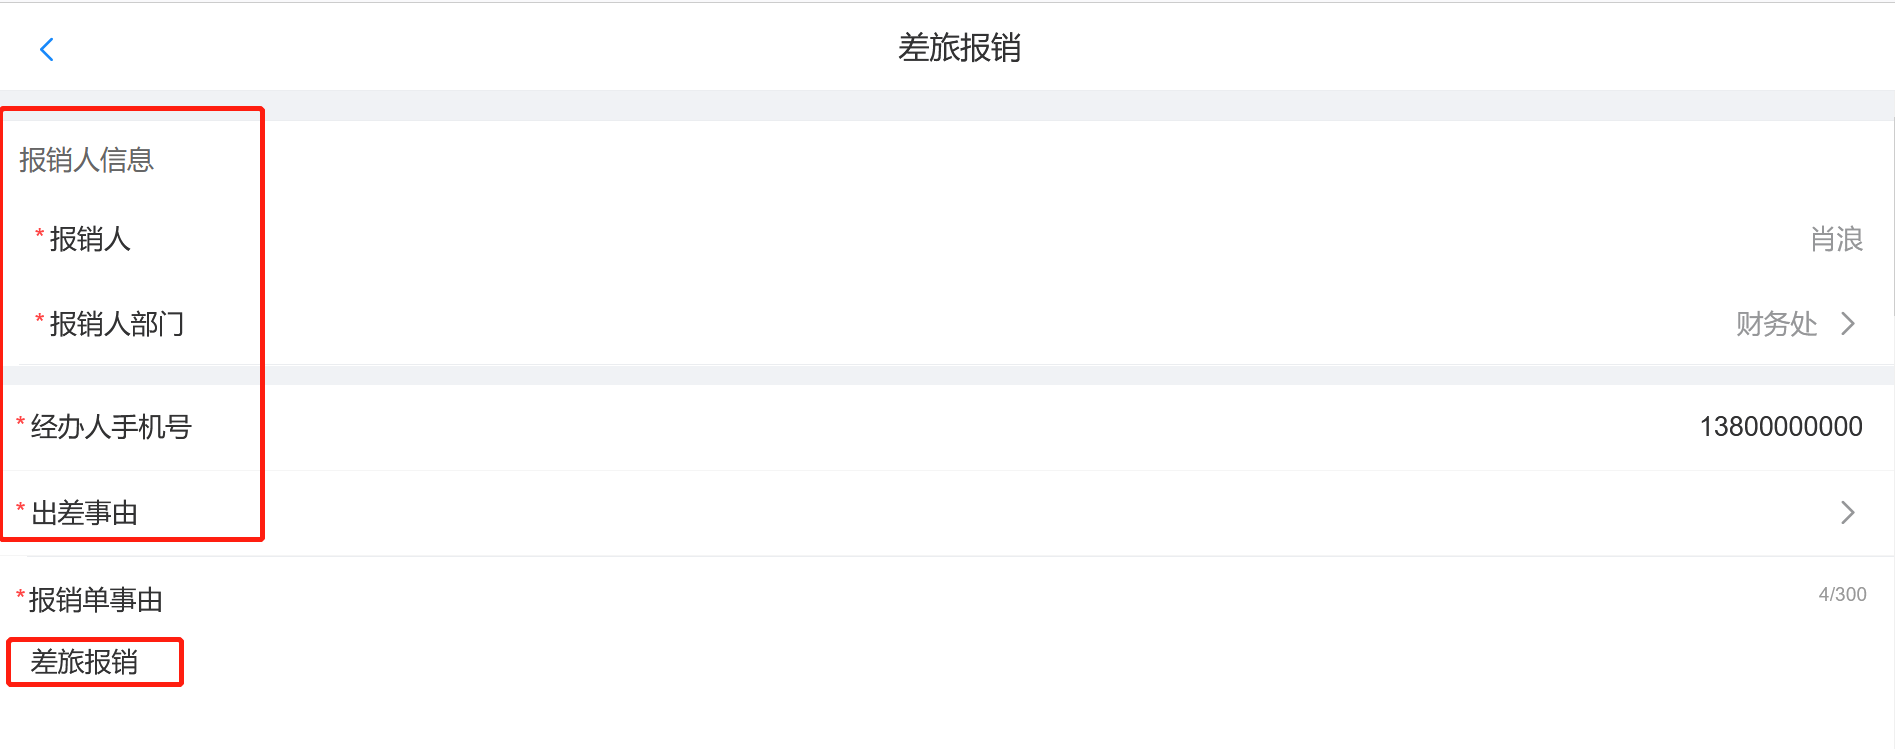 差旅报销
报销人信息
* 报销人 肖浪
* 报销人部门 财务处
* 经办人手机号 13800000000
* 出差事由
* 报销单事由 4/300
差旅报销